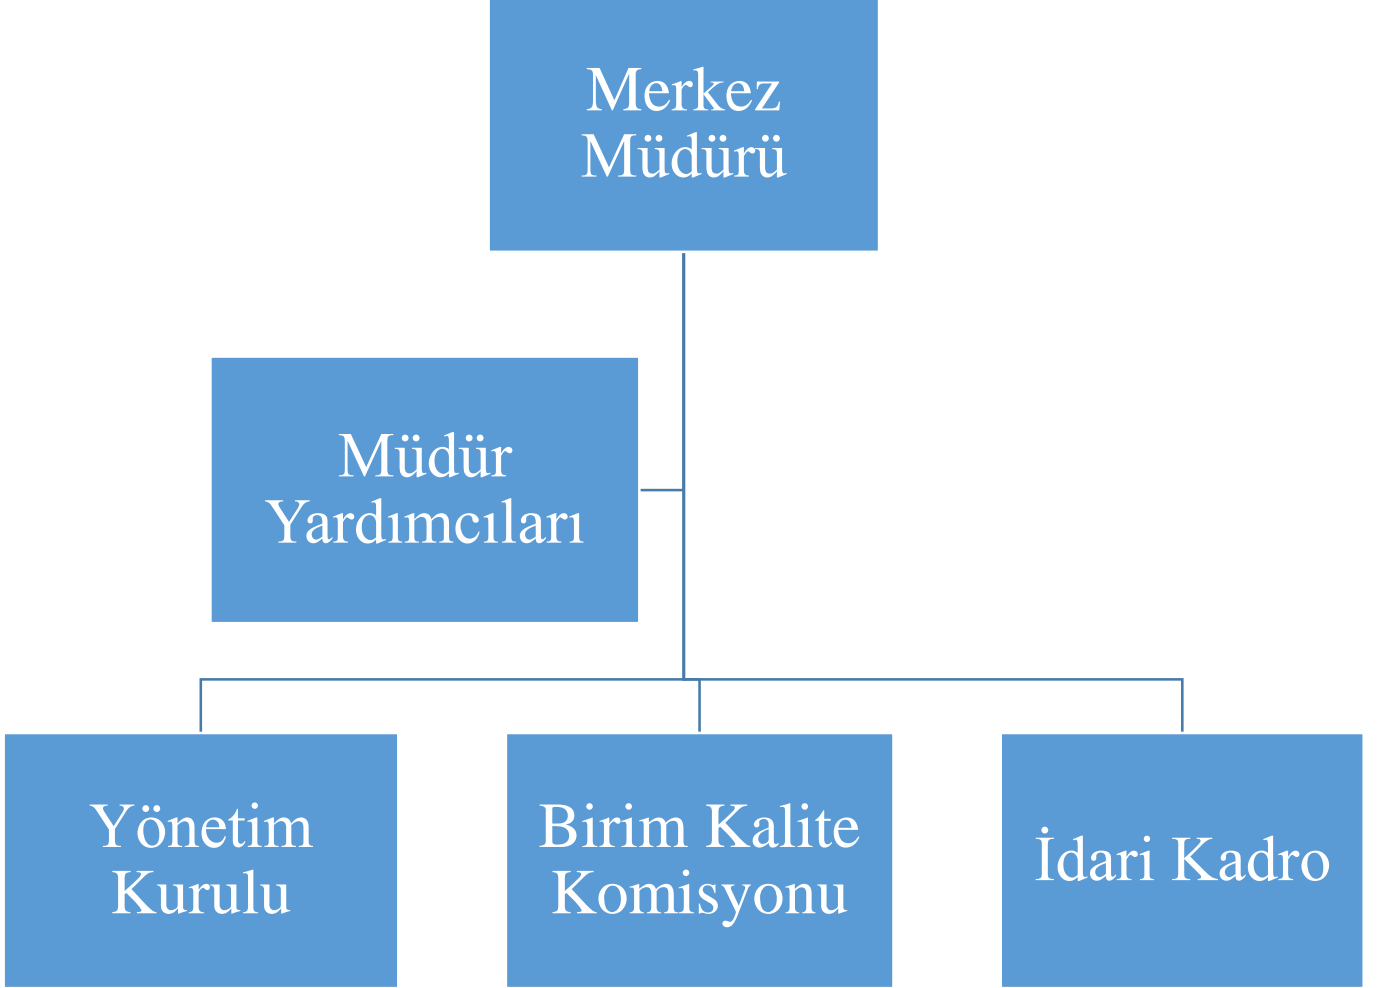 Merkez
Müdürü
Müdür
Yardımcıları
Yönetim
Kurulu
Birim Kalite
Komisyonu
İdari Kadro